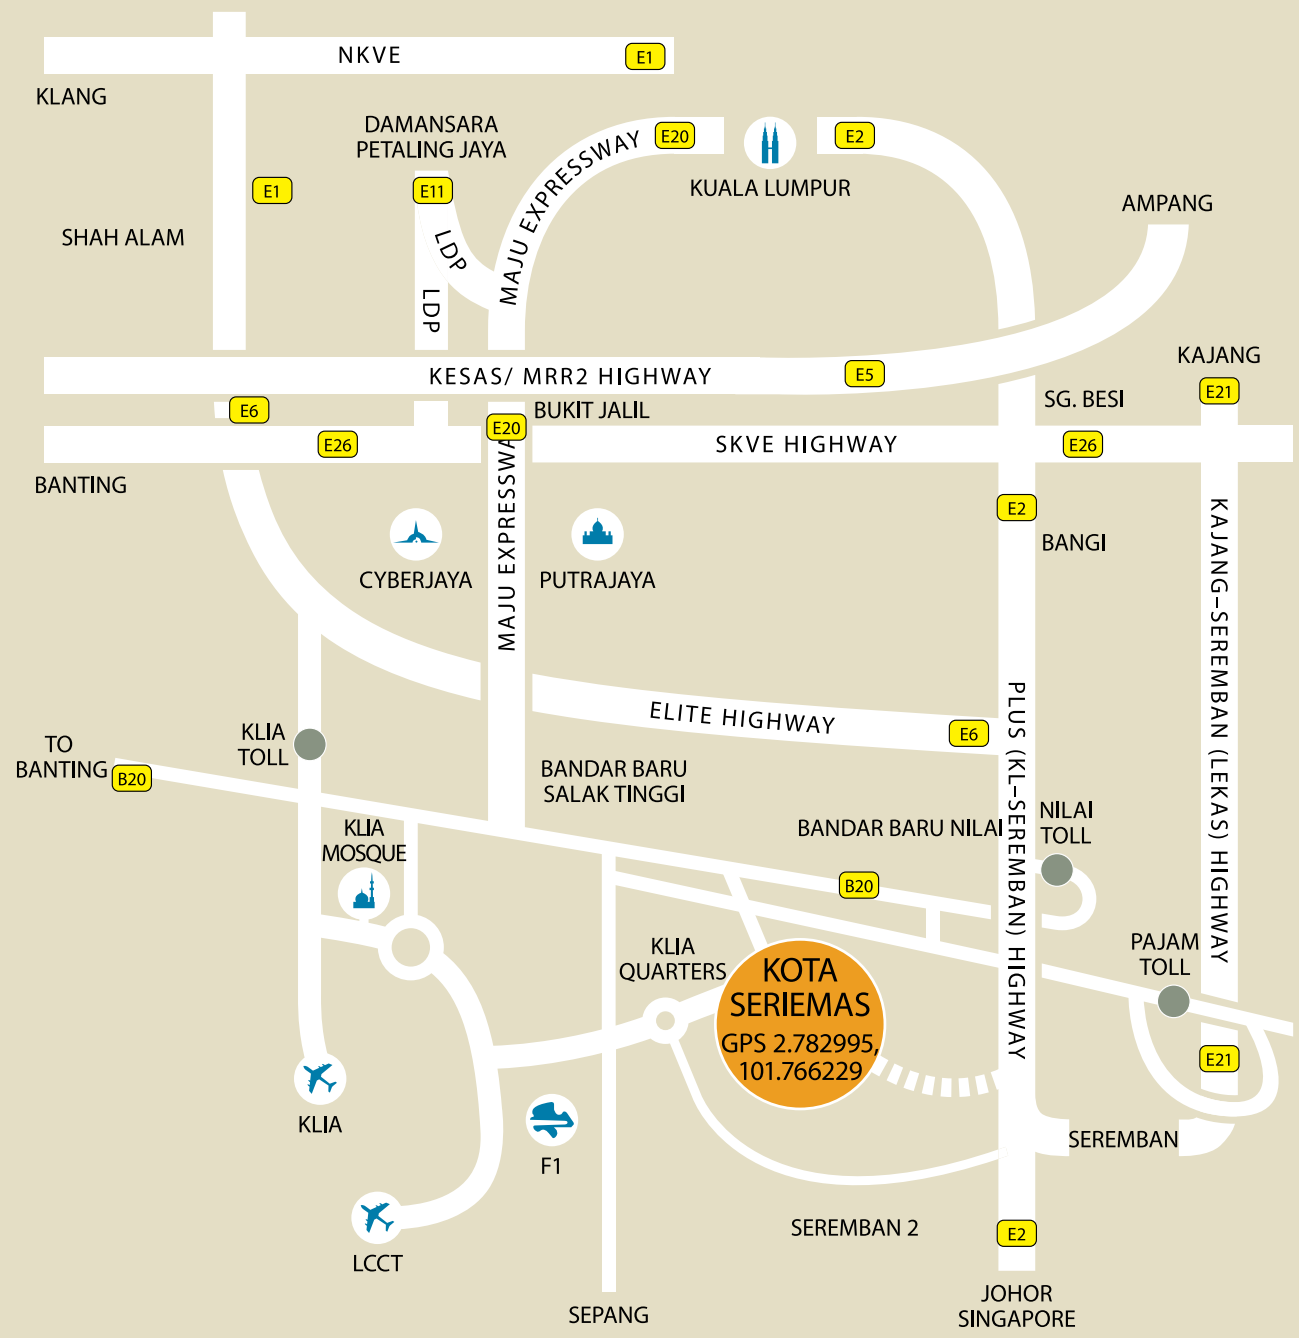 NKVE
E1
KLANG
DAMANSARA
PETALING JAYA
MAJU EXPRESSWAY
E20
E2
KUALA LUMPUR
E1
E11
AMPANG
SHAH ALAM
LDP
LDP
KESAS/ MRR2 HIGHWAY
E5
KAJANG
E21
SG. BESI
E6
BUKIT JALIL
E20
E26
SKVE HIGHWAY
E26
BANTING
MAJU EXPRESSWA
E2
BANGI
KAJANG–SEREMBAN (LEKAS) HIGHWAY
CYBERJAYA
PUTRAJAYA
PLUS (KL–SEREMBAN) HIGHWAY
ELITE HIGHWAY
E6
KLIA
TOLL
TO
BANTING
B20
BANDAR BARU
SALAK TINGGI
KLIA
MOSQUE
BANDAR BARU NILAI
NILAI
TOLL
B20
KLIA
QUARTERS
PAJAM
TOLL
KOTA
SERIEMAS
GPS 2.782995,
101.766229
E21
KLIA
F1
SEREMBAN
LCCT
SEREMBAN 2
E2
SEPANG
JOHOR
SINGAPORE